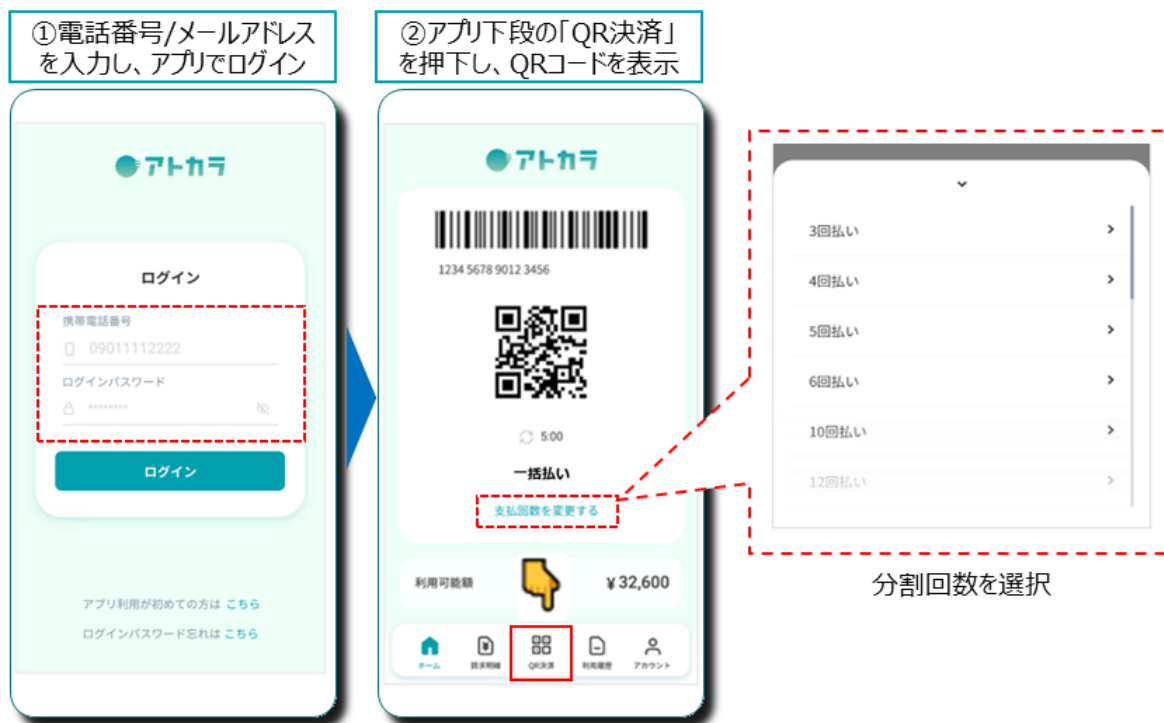 ①電話番号/メールアドレス
を入力し、アプリでログイン
アトカラ
ログイン
携帯電話番号
09011112222
ログインパスワード
********
ログイン
アプリ利用が初めての方は こちら
ログインパスワード忘れは こちら
②アプリ下段の「QR決済」
を押下し、QRコードを表示
アトカラ
1234 5678 9012 3456
5:00
一括払い
支払回数を変更する
利用可能額 ¥32,600
ホーム 請求明細 QR決済 利用履歴 アカウント
3回払い
4回払い
5回払い
6回払い
10回払い
12回払い
分割回数を選択